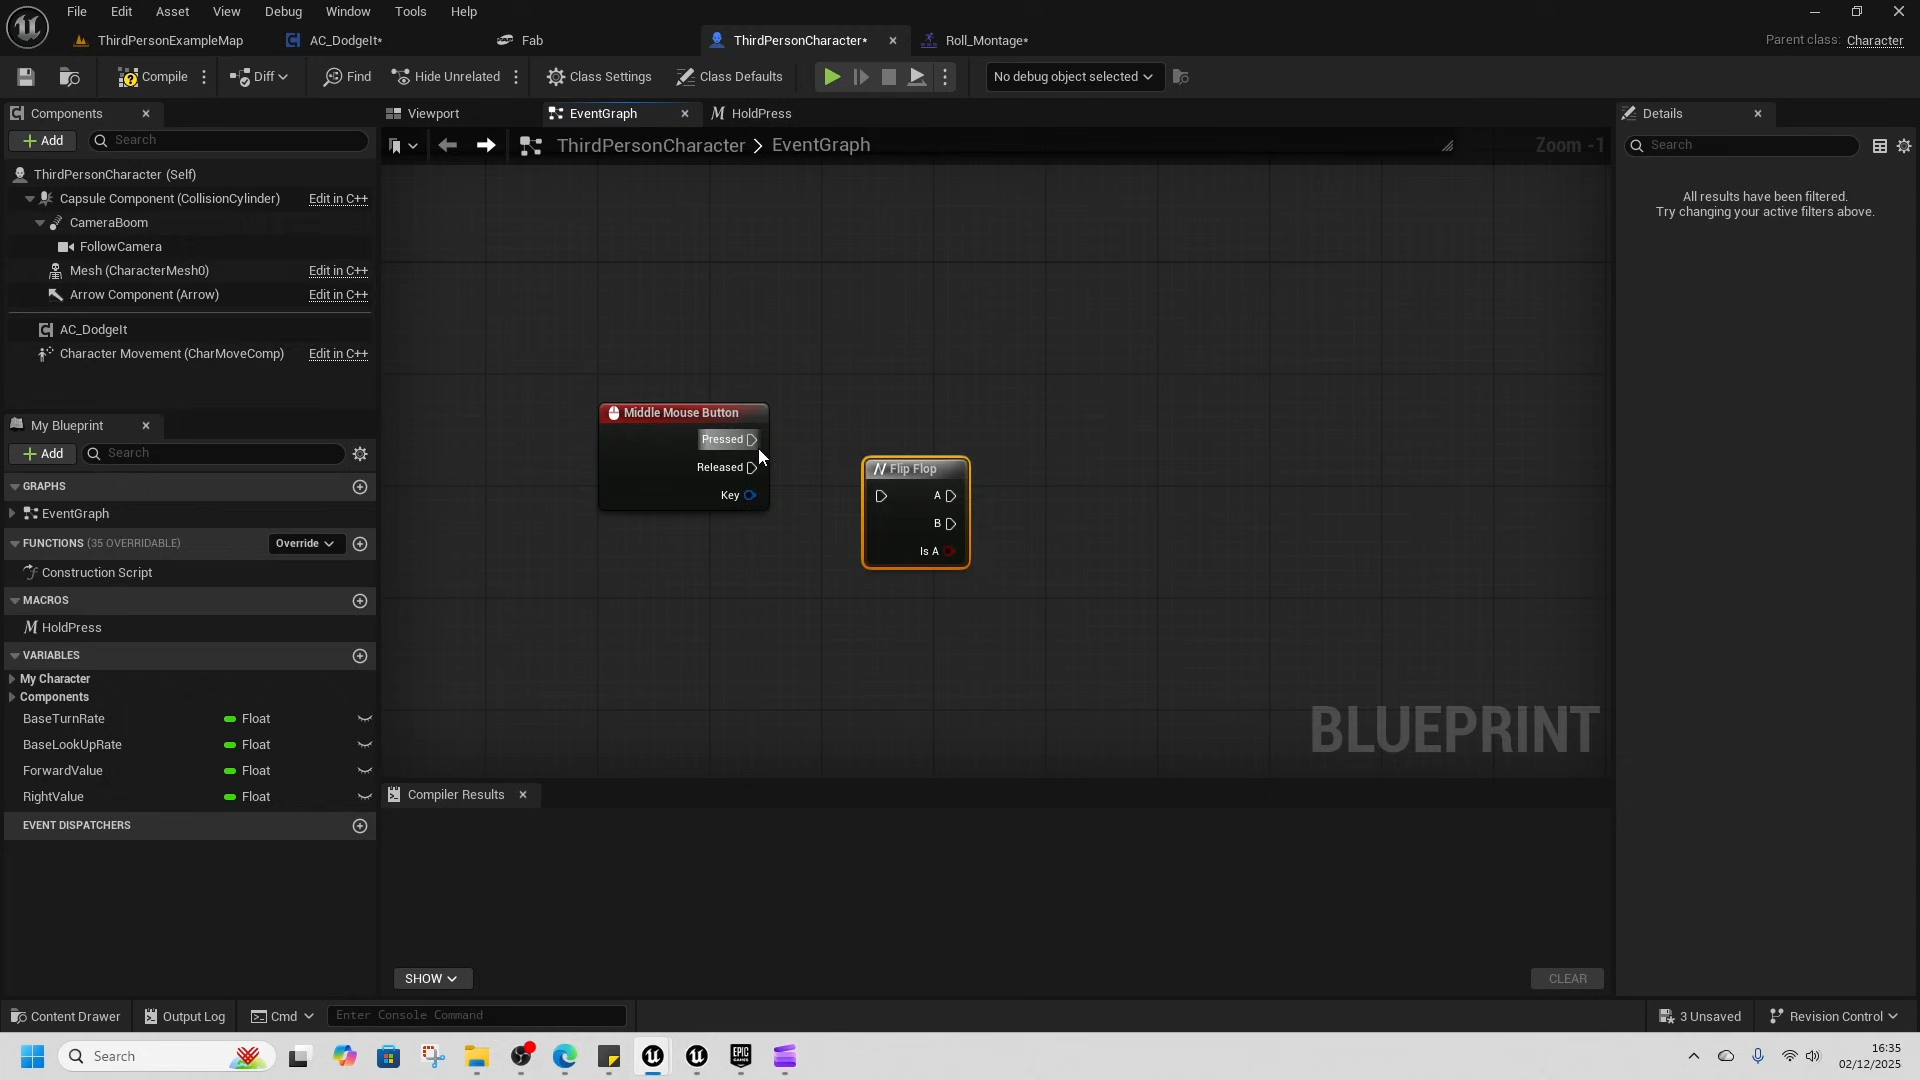 File Edit Asset View Debug Window Tools Help
ThirdPersonExampleMap AC_DodgeIt* Fab ThirdPersonCharacter* Roll_Montage* Parent class: Character
Compile Diff Find Hide Unrelated Class Settings Class Defaults No debug object selected
Components Viewport EventGraph HoldPress Details
Add Search ThirdPersonCharacter > EventGraph Zoom -1 Search
ThirdPersonCharacter (Self)
Capsule Component (CollisionCylinder) Edit in C++
CameraBoom
FollowCamera
Mesh (CharacterMesh0) Edit in C++
Arrow Component (Arrow) Edit in C++
AC_DodgeIt
Character Movement (CharMoveComp) Edit in C++
All results have been filtered.
Try changing your active filters above.
My Blueprint
Add Search
GRAPHS
EventGraph
FUNCTIONS (35 OVERRIDABLE) Override
Construction Script
MACROS
HoldPress
VARIABLES
My Character
Components
BaseTurnRate Float
BaseLookUpRate Float
ForwardValue Float
RightValue Float
EVENT DISPATCHERS
Middle Mouse Button
Pressed
Released
Key
Flip Flop
A
B
Is A
BLUEPRINT
Compiler Results
SHOW CLEAR
Content Drawer Output Log Cmd Enter Console Command 3 Unsaved Revision Control
Search
EPIC GAMES
16:35
02/12/2025